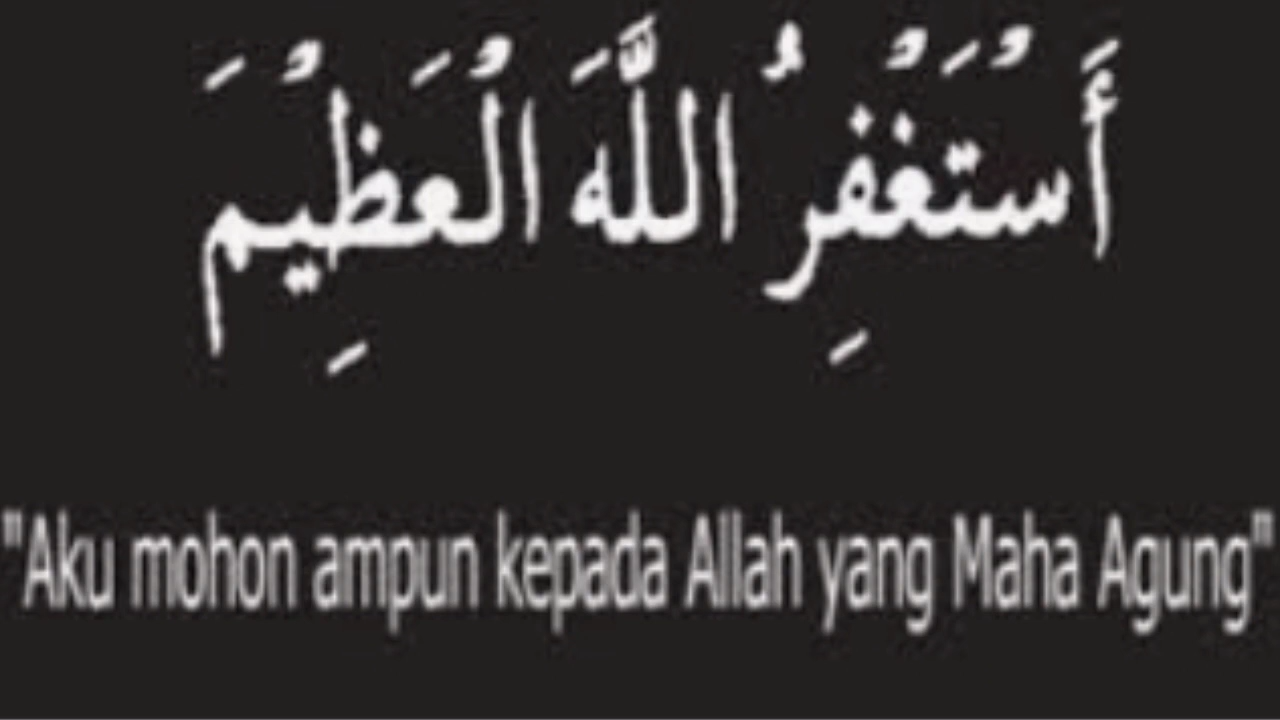 أَسْتَغْفِرُ اللَّهَ الْعَظِيْمَ
"Aku mohon ampun kepada Allah yang Maha Agung"